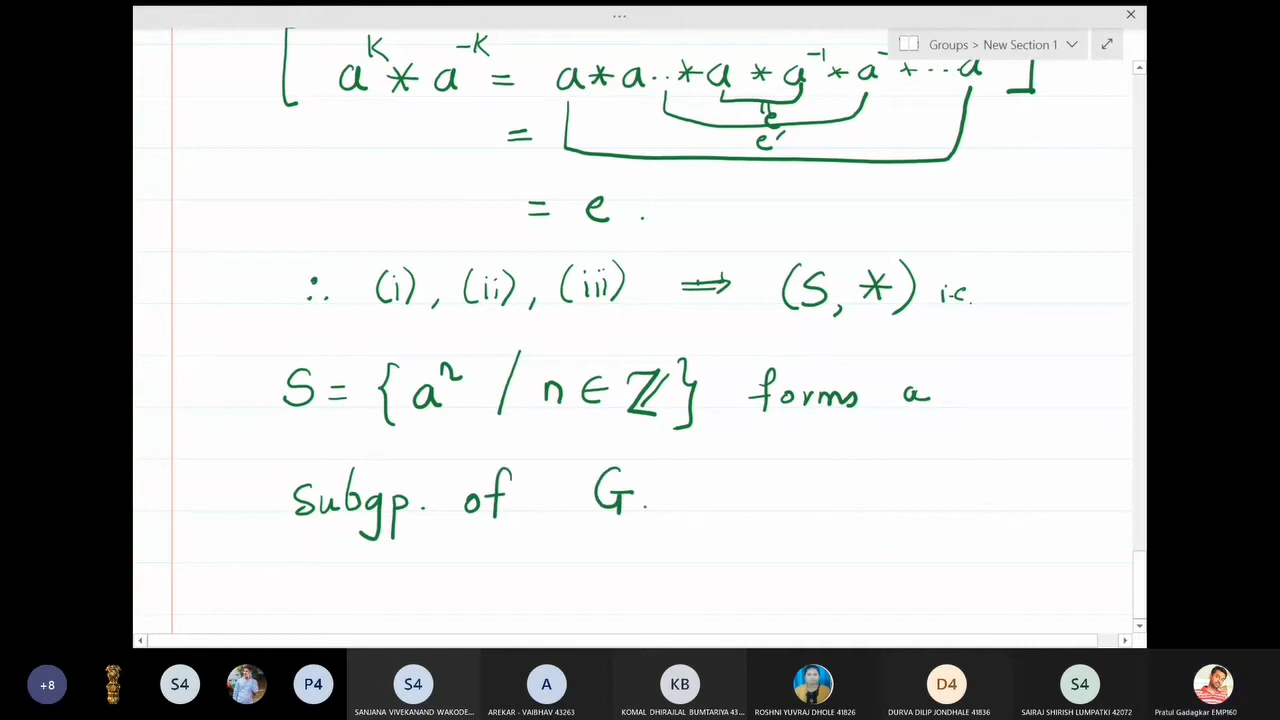 Groups > New Section 1
[ a^K * a^-K = a * a .. * a * a^-1 * a^- * ... a ]
e
= e'
= e .
∴ (i), (ii), (iii) ⟹ (S, *) i.e.
S = { a^n / n ∈ ℤ } forms a
subgp. of G.
+8 S4 P4 S4 A KB D4 S4
SANJANA VIVEKANAND WAKODE... AREKAR - VAIBHAV 43263 KOMAL DHIRAJLAL BUMTARIYA 43... ROSHNI YUVRAJ DHOLE 41826 DURVA DILIP JONDHALE 41836 SAIRAJ SHIRISH LUMPATKI 42072 Pratul Gadagkar EMP160